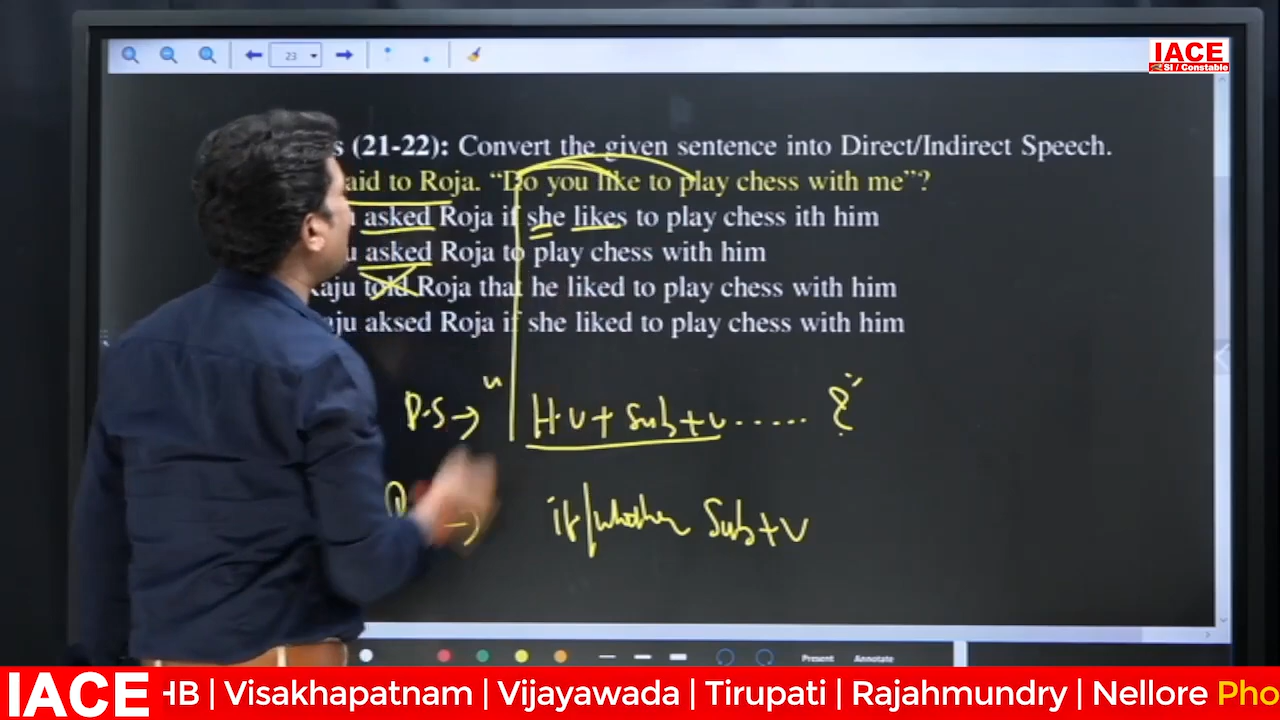 23
IACE
SI / Constable
s (21-22): Convert the given sentence into Direct/Indirect Speech.
aid to Roja. “Do you like to play chess with me”?
asked Roja if she likes to play chess ith him
u asked Roja to play chess with him
Raju told Roja that he liked to play chess with him
aju aksed Roja if she liked to play chess with him
D.S → " H.V + Sub + v ...... ?"
if/whether Sub + v
Present Annotate
IACE HB | Visakhapatnam | Vijayawada | Tirupati | Rajahmundry | Nellore Pho